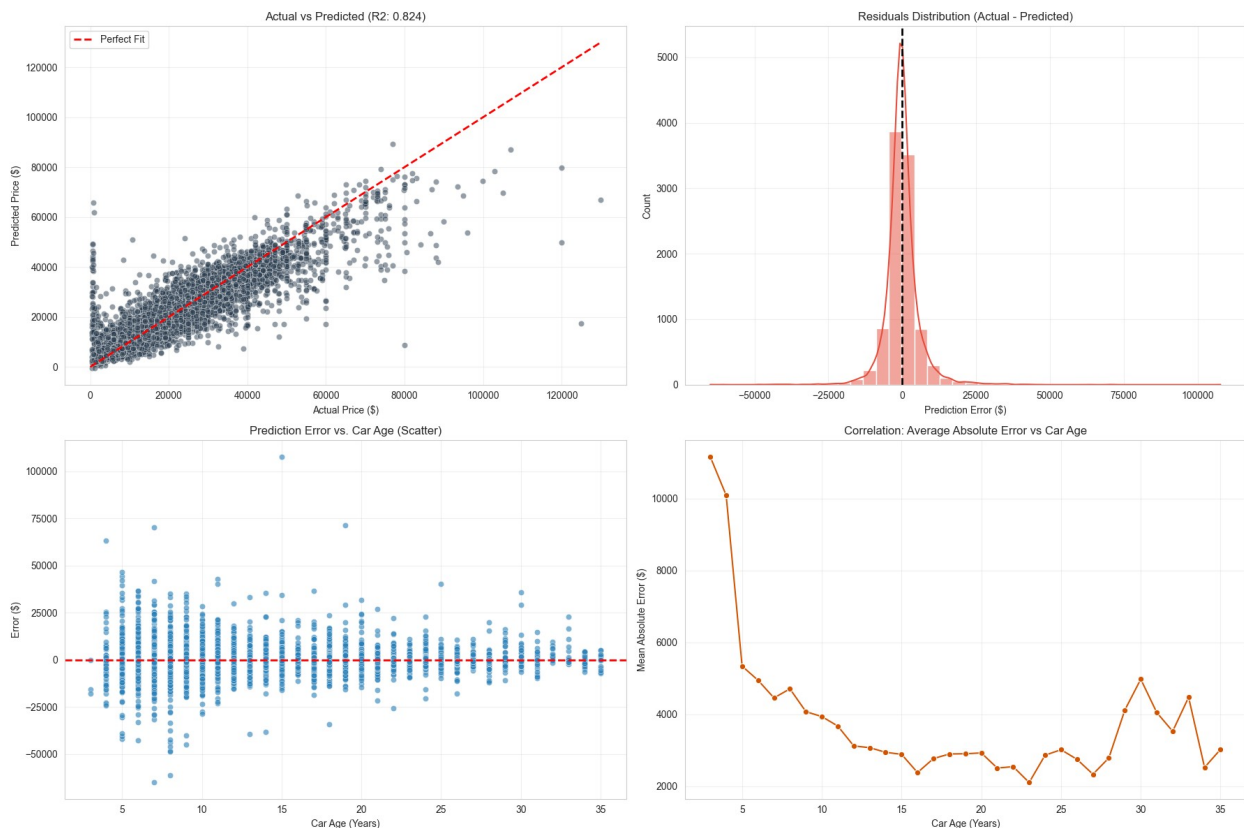 Actual vs Predicted (R2: 0.824)
Perfect Fit
120000
100000
80000
60000
40000
20000
0
Predicted Price ($)
0 20000 40000 60000 80000 100000 120000
Actual Price ($)
Residuals Distribution (Actual - Predicted)
5000
4000
3000
2000
1000
0
Count
−50000 −25000 0 25000 50000 75000 100000
Prediction Error ($)
Prediction Error vs. Car Age (Scatter)
100000
75000
50000
25000
0
−25000
−50000
Error ($)
5 10 15 20 25 30 35
Car Age (Years)
Correlation: Average Absolute Error vs Car Age
10000
8000
6000
4000
2000
Mean Absolute Error ($)
5 10 15 20 25 30 35
Car Age (Years)